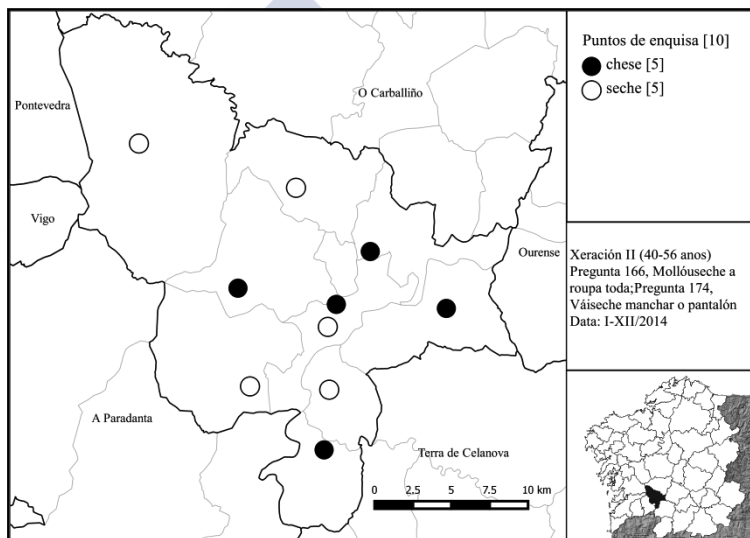 Puntos de enquisa [10]
chese [5]
seche [5]
O Carballiño
Pontevedra
Vigo
Ourense
A Paradanta
Terra de Celanova
0 2,5 5 7,5 10 km
Xeración II (40-56 anos)
Pregunta 166, Mollóuseche a
roupa toda;Pregunta 174,
Váiseche manchar o pantalón
Data: I-XII/2014